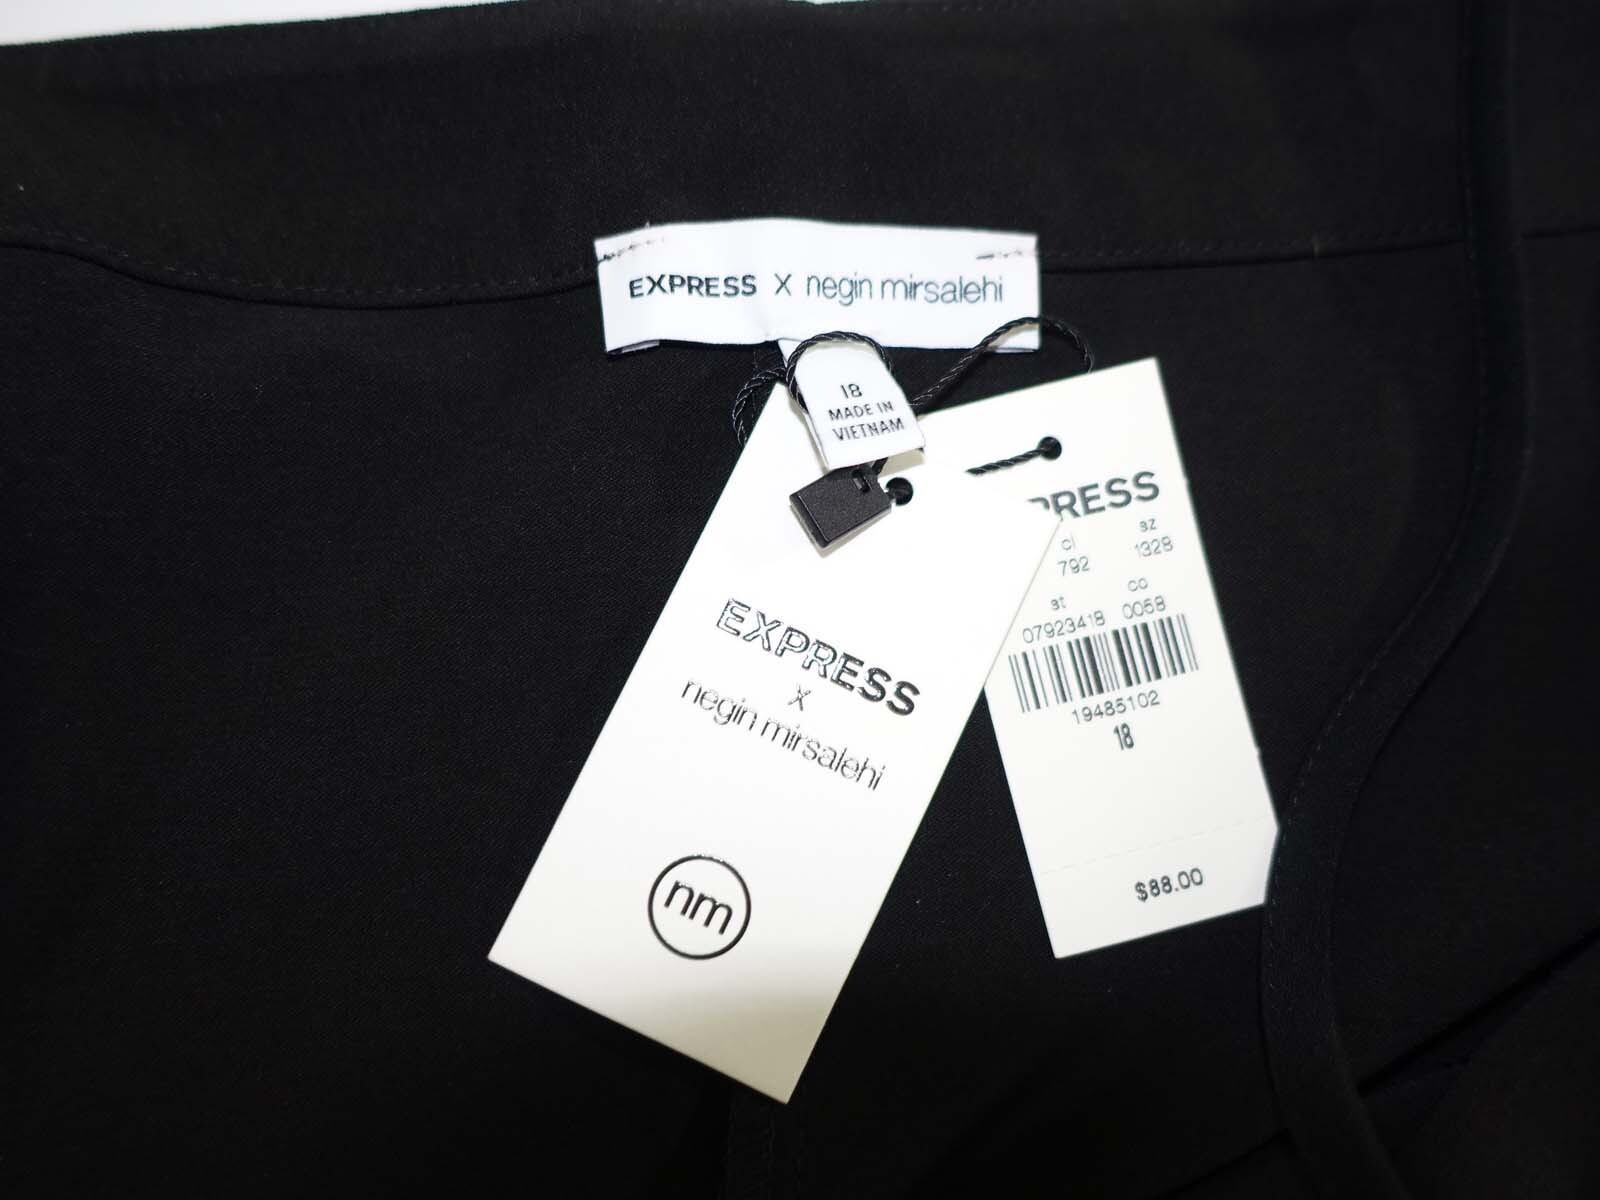 EXPRESS X negin mirsalehi
18
MADE IN
VIETNAM
EXPRESS
X
negin mirsalehi
nm
PRESS
cl sz
792 1328
st co
07923418 0058
19485102
18
$88.00